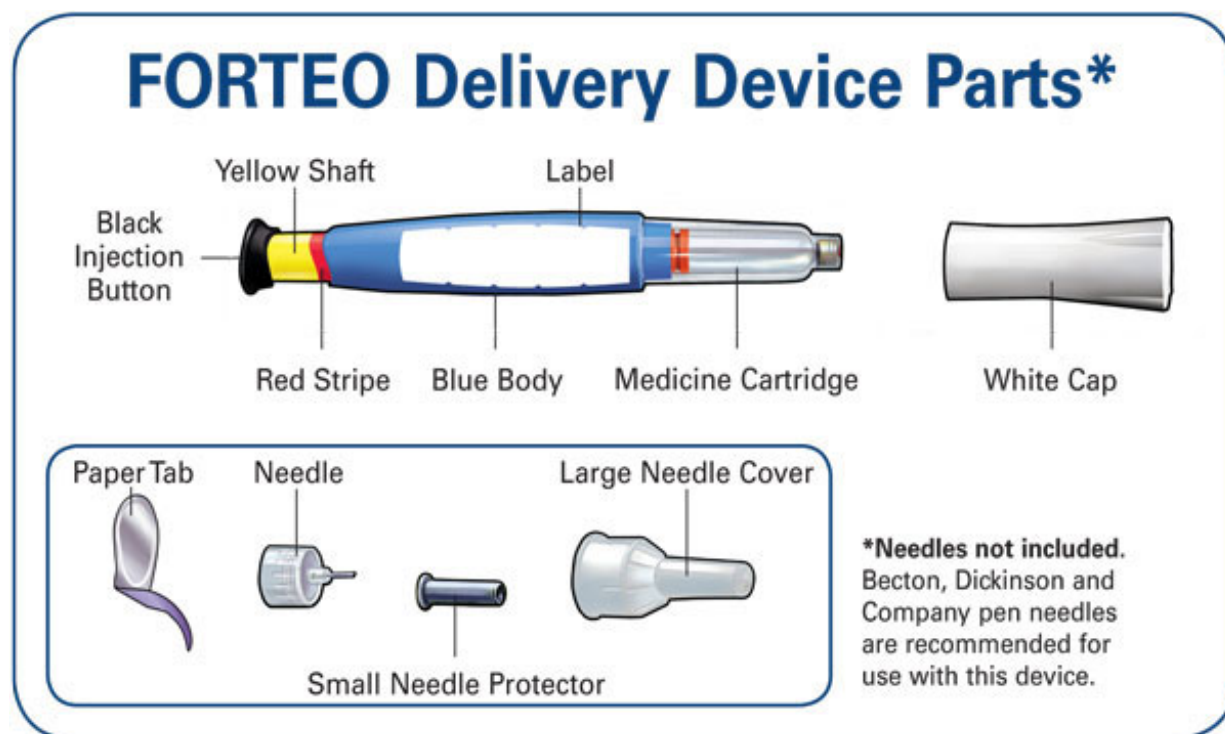 FORTEO Delivery Device Parts*
Yellow Shaft
Label
Black
Injection
Button
Red Stripe
Blue Body
Medicine Cartridge
White Cap
Paper Tab
Needle
Large Needle Cover
Small Needle Protector
*Needles not included.
Becton, Dickinson and
Company pen needles
are recommended for
use with this device.